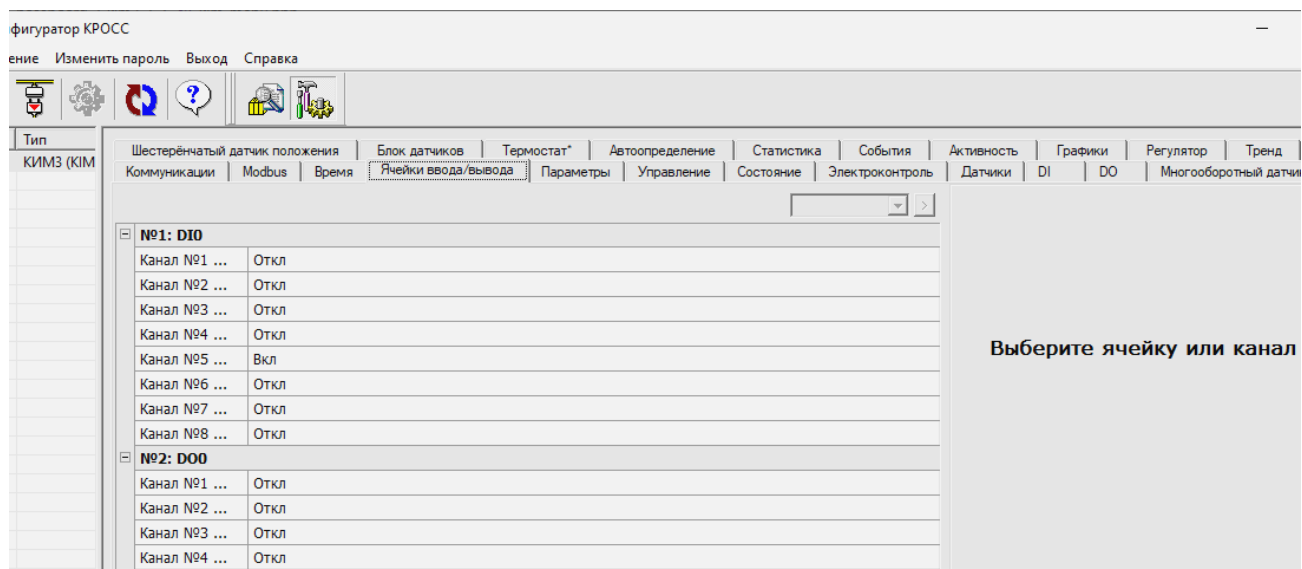 фигуратор КРОСС
ение Изменить пароль Выход Справка
Тип
КИМ3 (KIM
Шестерёнчатый датчик положения Блок датчиков Термостат* Автоопределение Статистика События Активность Графики Регулятор Тренд
Коммуникации Modbus Время Ячейки ввода/вывода Параметры Управление Состояние Электроконтроль Датчики DI DO Многооборотный датчи
№1: DI0
Канал №1 ... Откл
Канал №2 ... Откл
Канал №3 ... Откл
Канал №4 ... Откл
Канал №5 ... Вкл
Канал №6 ... Откл
Канал №7 ... Откл
Канал №8 ... Откл
№2: DO0
Канал №1 ... Откл
Канал №2 ... Откл
Канал №3 ... Откл
Канал №4 ... Откл
Выберите ячейку или канал